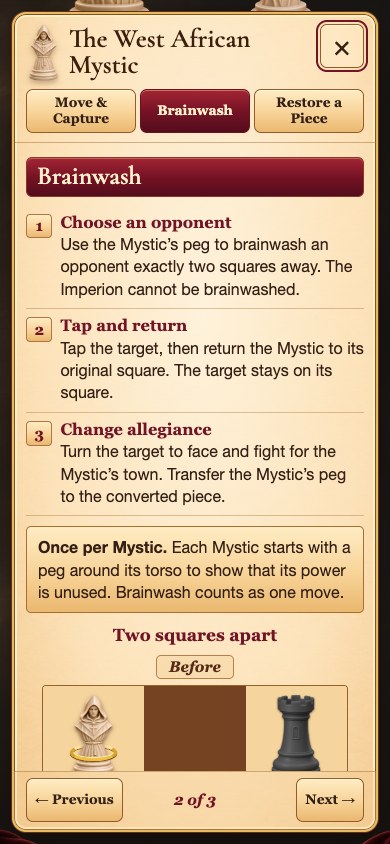 The West African
Mystic
×
Move &
Capture
Brainwash
Restore a
Piece
Brainwash
1
Choose an opponent
Use the Mystic's peg to brainwash an
opponent exactly two squares away. The
Imperion cannot be brainwashed.
2
Tap and return
Tap the target, then return the Mystic to its
original square. The target stays on its
square.
3
Change allegiance
Turn the target to face and fight for the
Mystic's town. Transfer the Mystic's peg
to the converted piece.
Once per Mystic. Each Mystic starts with a
peg around its torso to show that its power
is unused. Brainwash counts as one move.
Two squares apart
Before
← Previous
2 of 3
Next →